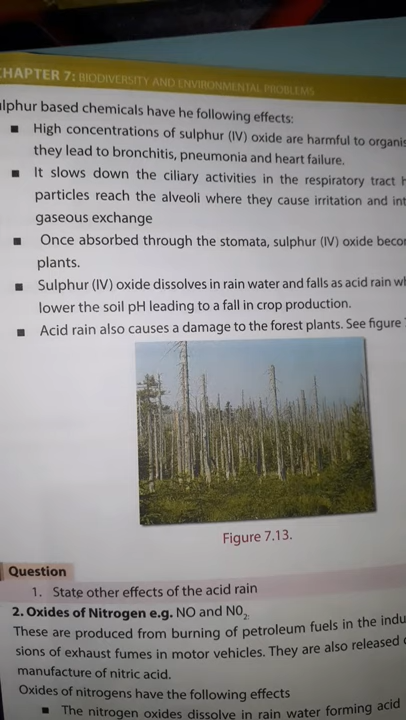 CHAPTER 7: BIODIVERSITY AND ENVIRONMENTAL PROBLEMS
ulphur based chemicals have he following effects:
■ High concentrations of sulphur (IV) oxide are harmful to organis
they lead to bronchitis, pneumonia and heart failure.
■ It slows down the ciliary activities in the respiratory tract h
particles reach the alveoli where they cause irritation and int
gaseous exchange
■ Once absorbed through the stomata, sulphur (IV) oxide becom
plants.
■ Sulphur (IV) oxide dissolves in rain water and falls as acid rain wh
lower the soil pH leading to a fall in crop production.
■ Acid rain also causes a damage to the forest plants. See figure
Figure 7.13.
Question
1. State other effects of the acid rain
2. Oxides of Nitrogen e.g. NO and N0₂.
These are produced from burning of petroleum fuels in the indu
sions of exhaust fumes in motor vehicles. They are also released
manufacture of nitric acid.
Oxides of nitrogens have the following effects
■ The nitrogen oxides dissolve in rain water forming acid